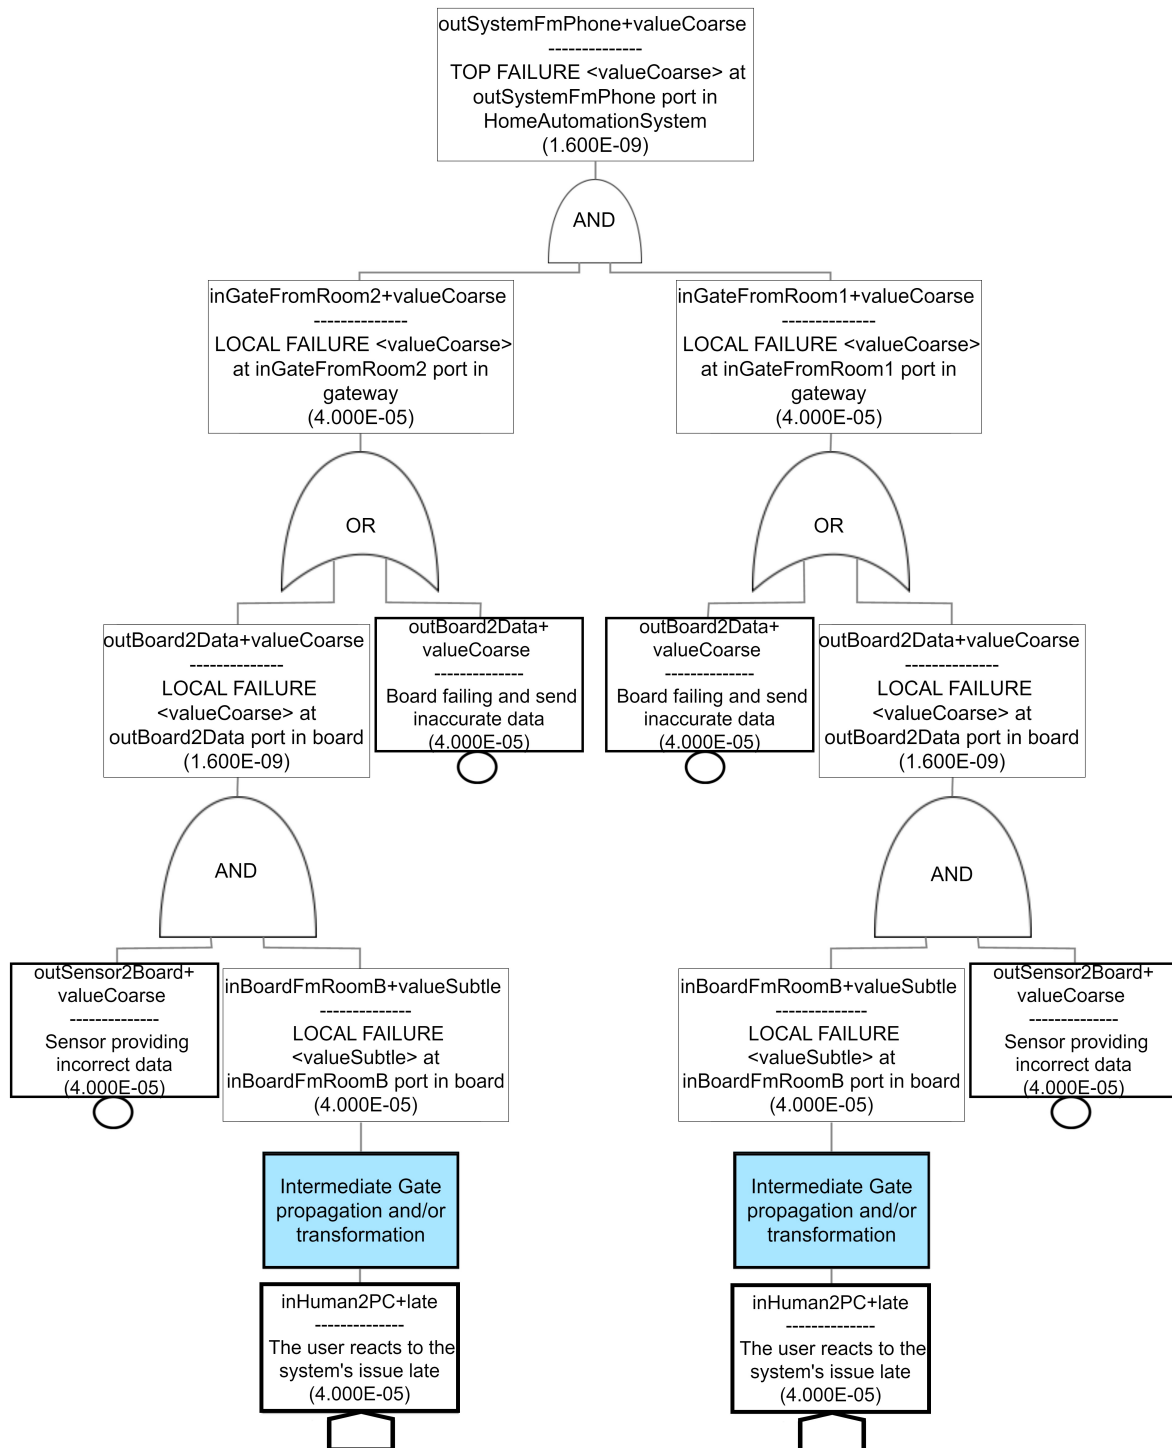 outSystemFmPhone+valueCoarse
--------------
TOP FAILURE <valueCoarse> at
outSystemFmPhone port in
HomeAutomationSystem
(1.600E-09)
AND
inGateFromRoom2+valueCoarse
--------------
LOCAL FAILURE <valueCoarse>
at inGateFromRoom2 port in
gateway
(4.000E-05)
inGateFromRoom1+valueCoarse
--------------
LOCAL FAILURE <valueCoarse>
at inGateFromRoom1 port in
gateway
(4.000E-05)
OR
OR
outBoard2Data+valueCoarse
--------------
LOCAL FAILURE
<valueCoarse> at
outBoard2Data port in board
(1.600E-09)
outBoard2Data+
valueCoarse
--------------
Board failing and send
inaccurate data
(4.000E-05)
outBoard2Data+
valueCoarse
--------------
Board failing and send
inaccurate data
(4.000E-05)
outBoard2Data+valueCoarse
--------------
LOCAL FAILURE
<valueCoarse> at
outBoard2Data port in board
(1.600E-09)
AND
AND
outSensor2Board+
valueCoarse
--------------
Sensor providing
incorrect data
(4.000E-05)
inBoardFmRoomB+valueSubtle
--------------
LOCAL FAILURE
<valueSubtle> at
inBoardFmRoomB port in board
(4.000E-05)
inBoardFmRoomB+valueSubtle
--------------
LOCAL FAILURE
<valueSubtle> at
inBoardFmRoomB port in board
(4.000E-05)
outSensor2Board+
valueCoarse
--------------
Sensor providing
incorrect data
(4.000E-05)
Intermediate Gate
propagation and/or
transformation
Intermediate Gate
propagation and/or
transformation
inHuman2PC+late
--------------
The user reacts to the
system's issue late
(4.000E-05)
inHuman2PC+late
--------------
The user reacts to the
system's issue late
(4.000E-05)